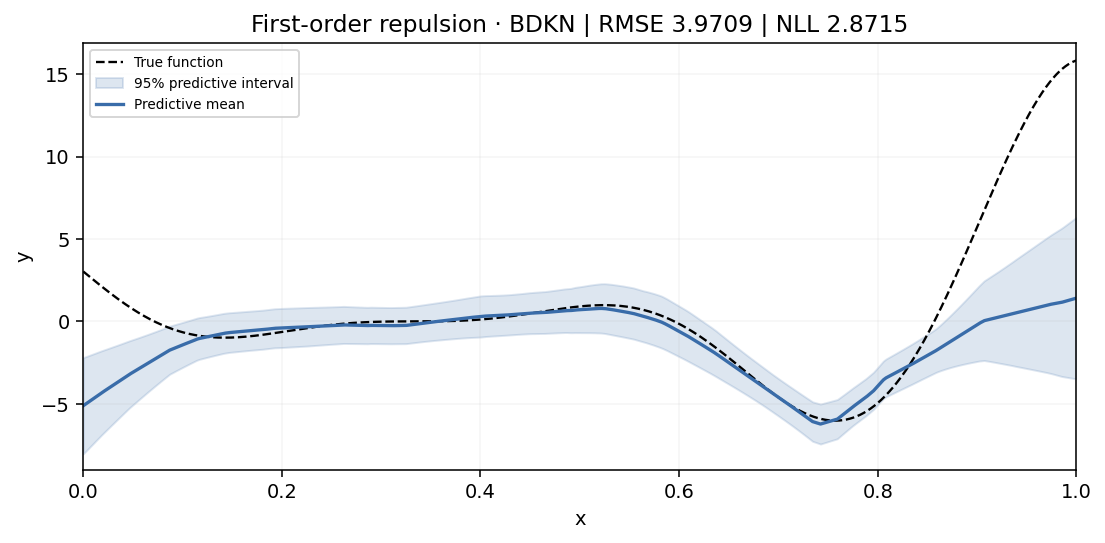 First-order repulsion · BDKN | RMSE 3.9709 | NLL 2.8715
True function
95% predictive interval
Predictive mean
15
10
5
0
−5
y
0.0 0.2 0.4 0.6 0.8 1.0
x